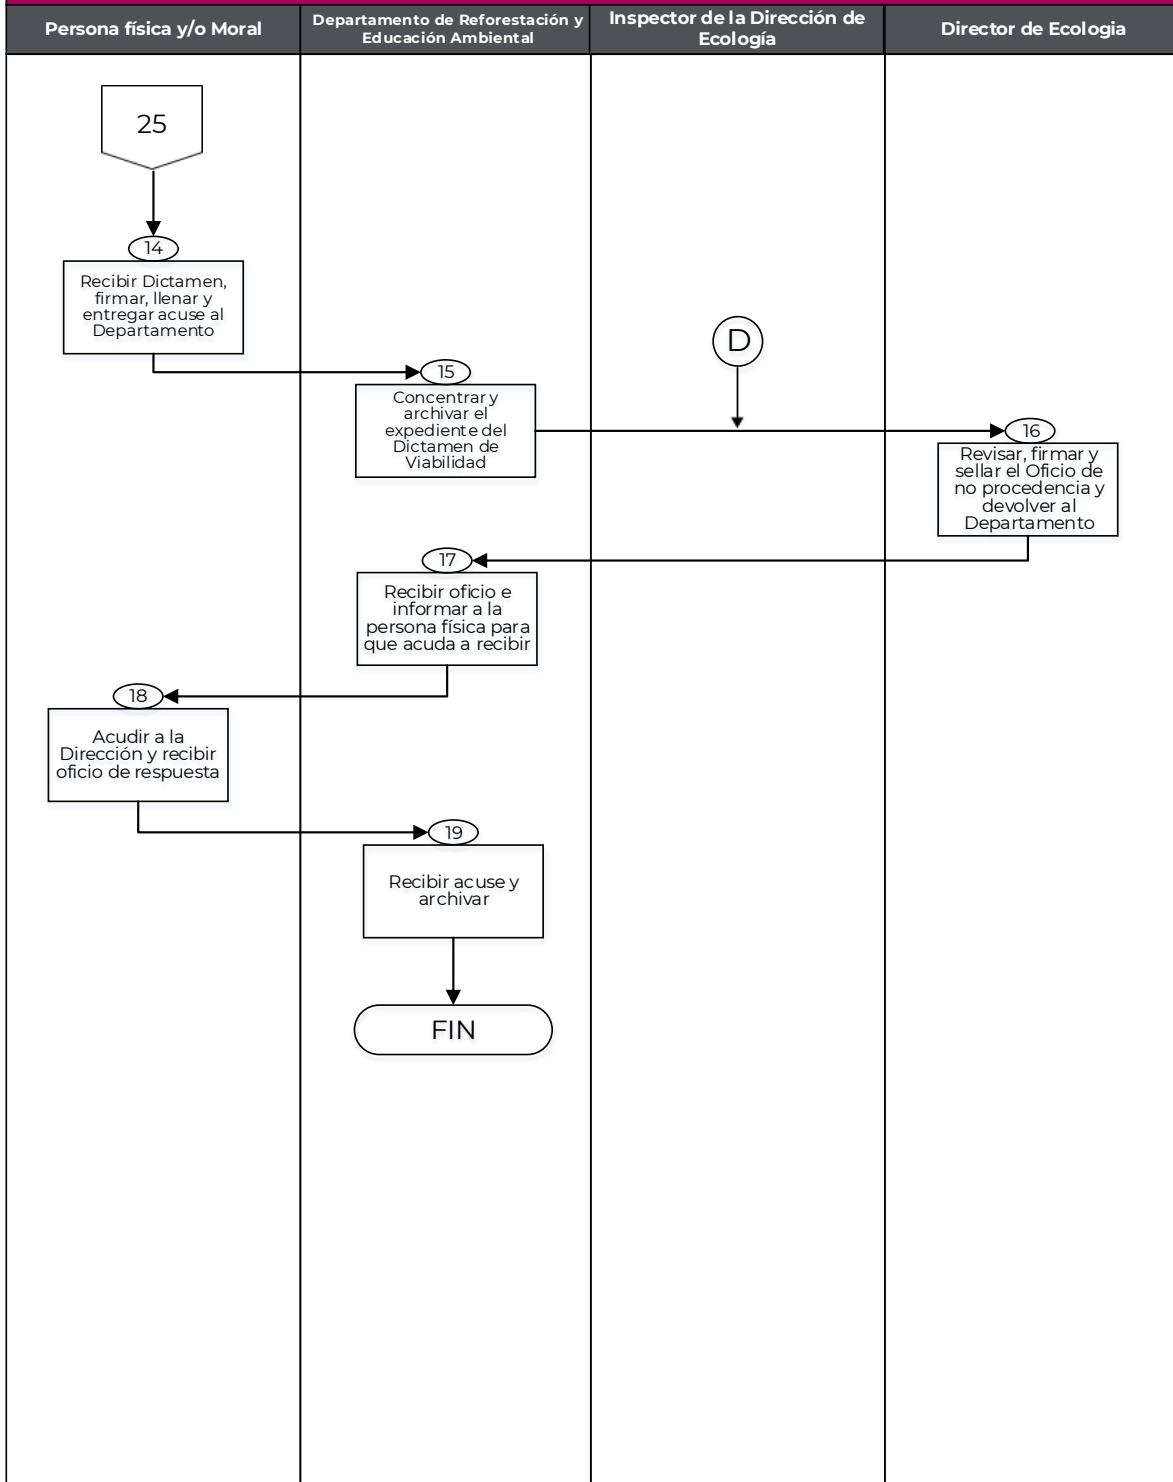 Persona física y/o Moral
Departamento de Reforestación y
Educación Ambiental
Inspector de la Dirección de
Ecología
Director de Ecologia
25
14
Recibir Dictamen,
firmar, llenar y
entregar acuse al
Departamento
D
15
Concentrar y
archivar el
expediente del
Dictamen de
Viabilidad
16
Revisar, firmar y
sellar el Oficio de
no procedencia y
devolver al
Departamento
17
Recibir oficio e
informar a la
persona física para
que acuda a recibir
18
Acudir a la
Dirección y recibir
oficio de respuesta
19
Recibir acuse y
archivar
FIN